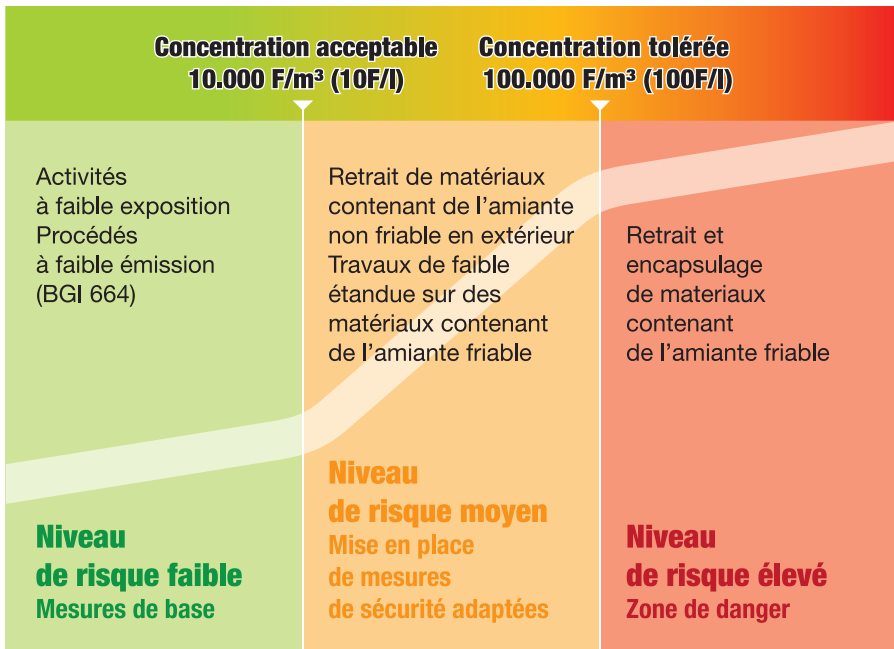 Concentration acceptable
10.000 F/m³ (10F/l)
Concentration tolérée
100.000 F/m³ (100F/l)
Activités
à faible exposition
Procédés
à faible émission
(BGI 664)
Niveau
de risque faible
Mesures de base
Retrait de matériaux
contenant de l’amiante
non friable en extérieur
Travaux de faible
étandue sur des
matériaux contenant
de l’amiante friable
Niveau
de risque moyen
Mise en place
de mesures
de sécurité adaptées
Retrait et
encapsulage
de materiaux
contenant
de l’amiante friable
Niveau
de risque élevé
Zone de danger